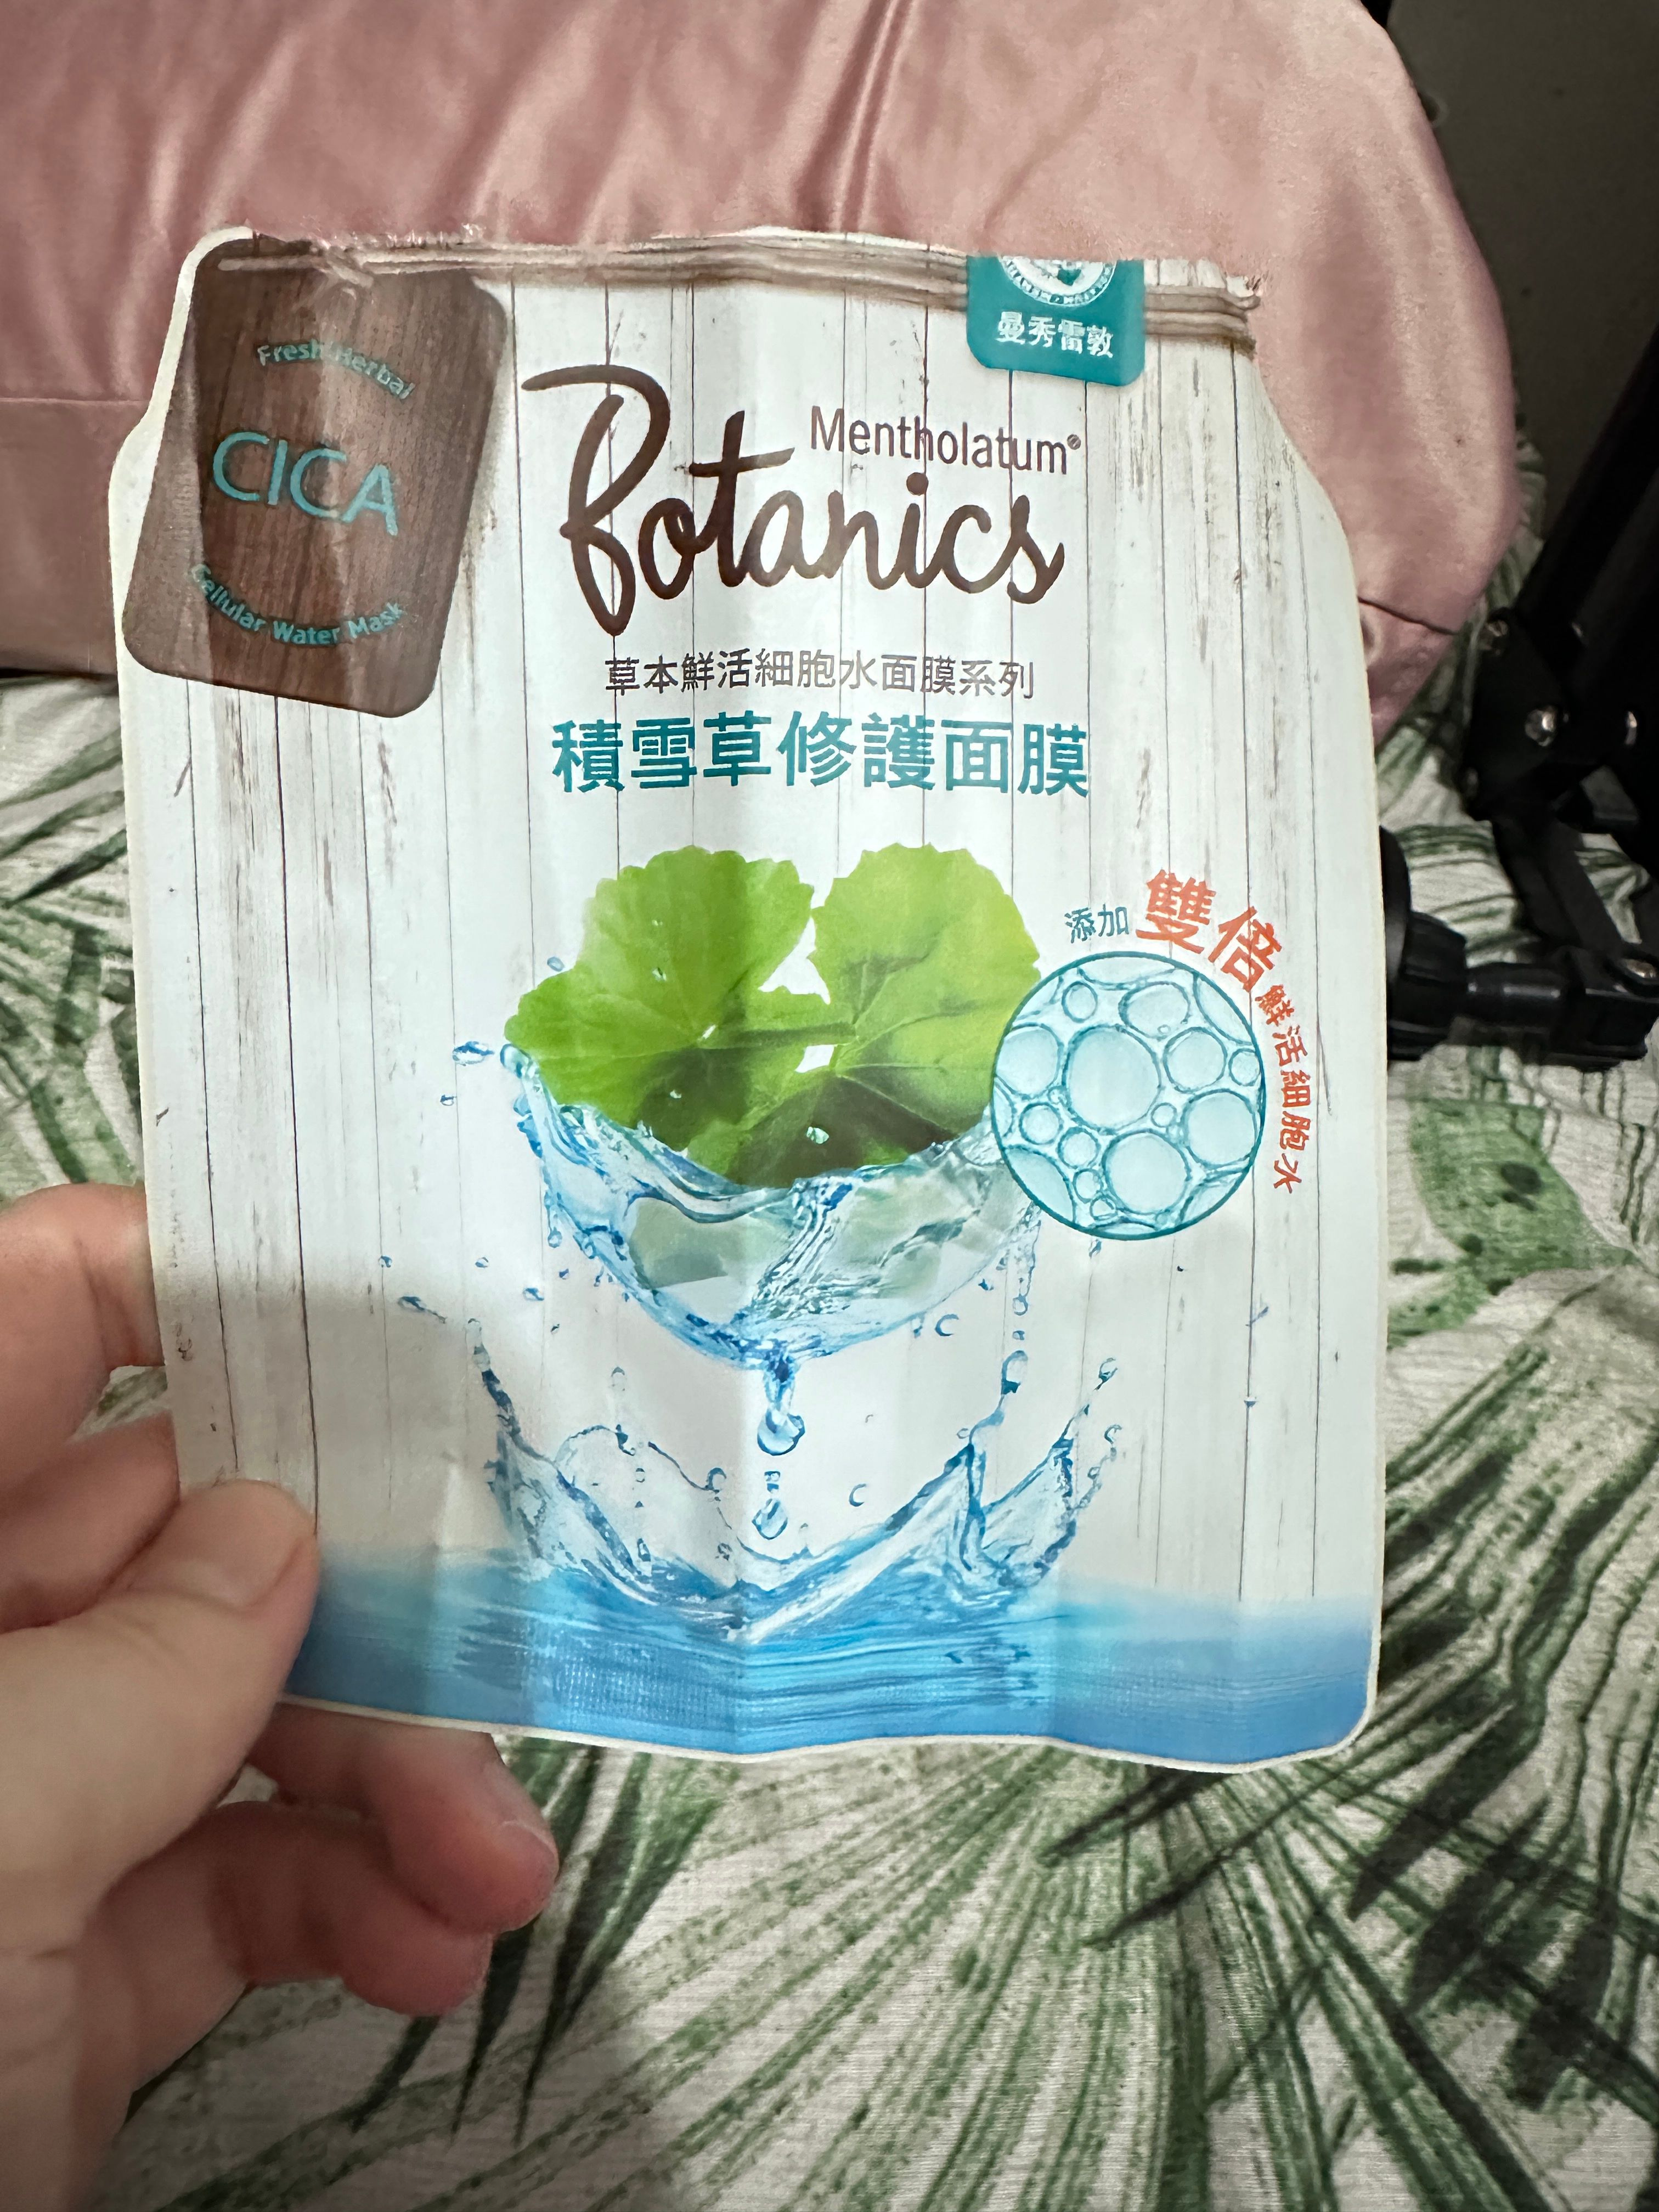 曼秀雷敦
Fresh Herbal
CICA
Cellular Water Mask
Mentholatum®
Botanics
草本鮮活細胞水面膜系列
積雪草修護面膜
添加雙倍鮮活細胞水